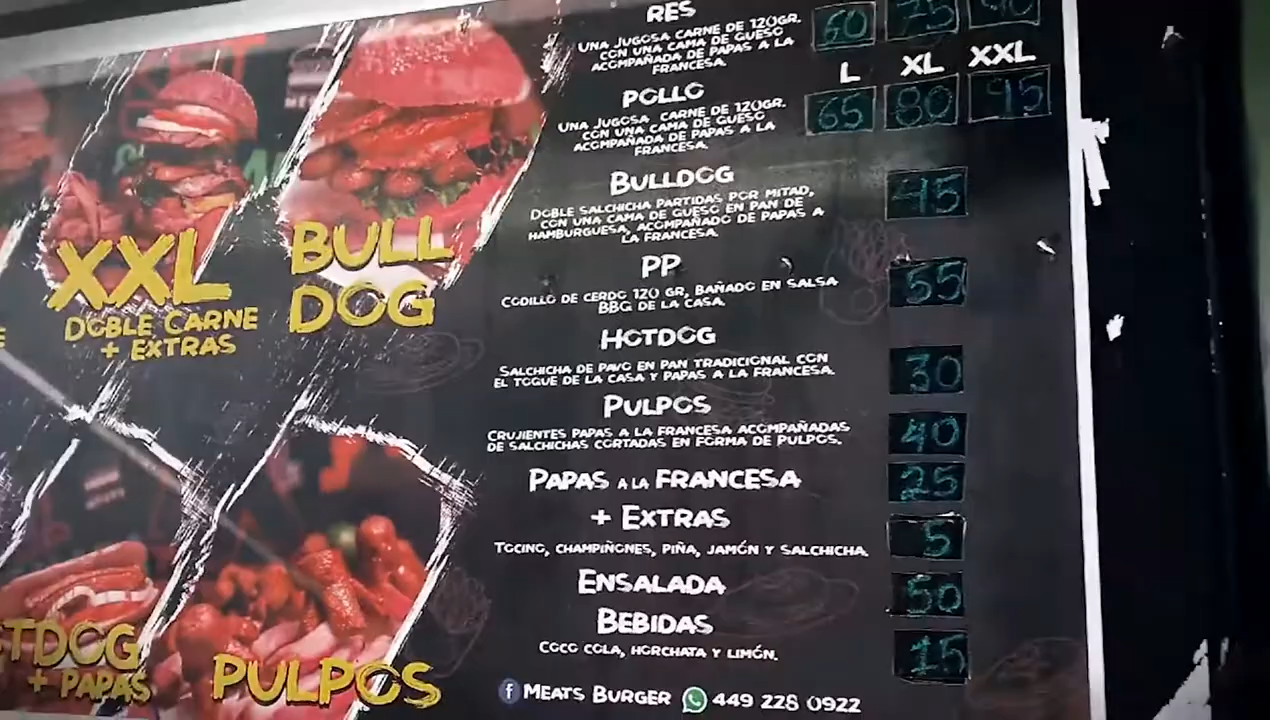 RES
UNA JUGOSA CARNE DE 120GR.
CON UNA CAMA DE QUESO
ACOMPAÑADA DE PAPAS A LA
FRANCESA.
60 75 90
L XL XXL
POLLO
UNA JUGOSA CARNE DE 120GR.
CON UNA CAMA DE QUESO
ACOMPAÑADA DE PAPAS A LA
FRANCESA.
65 80 95
BULLDOG
DOBLE SALCHICHA PARTIDAS POR MITAD,
CON UNA CAMA DE QUESO EN PAN DE
HAMBURGUESA, ACOMPAÑADO DE PAPAS A
LA FRANCESA.
45
PP
CODILLO DE CERDO 120 GR, BAÑADO EN SALSA
BBQ DE LA CASA.
55
HOTDOG
SALCHICHA DE PAVO EN PAN TRADICIONAL CON
EL TOQUE DE LA CASA Y PAPAS A LA FRANCESA.
30
PULPOS
CRUJIENTES PAPAS A LA FRANCESA ACOMPAÑADAS
DE SALCHICHAS CORTADAS EN FORMA DE PULPOS.
40
PAPAS A LA FRANCESA
25
+ EXTRAS
TOCINO, CHAMPIÑONES, PIÑA, JAMÓN Y SALCHICHA.
5
ENSALADA
50
BEBIDAS
COCO COLA, HORCHATA Y LIMÓN.
15
MEATS BURGER 449 228 0922
XXL
DOBLE CARNE
+ EXTRAS
BULL
DOG
TDOG
+ PAPAS
PULPOS